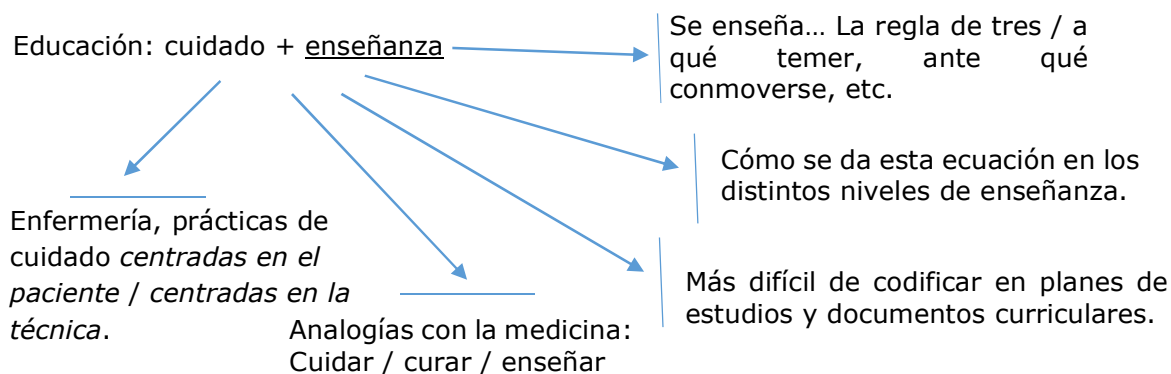 Educación: cuidado + enseñanza
Se enseña… La regla de tres / a
qué temer, ante qué
conmoverse, etc.
Cómo se da esta ecuación en los
distintos niveles de enseñanza.
Más difícil de codificar en planes de
estudios y documentos curriculares.
Enfermería, prácticas de
cuidado centradas en el
paciente / centradas en la
técnica.
Analogías con la medicina:
Cuidar / curar / enseñar